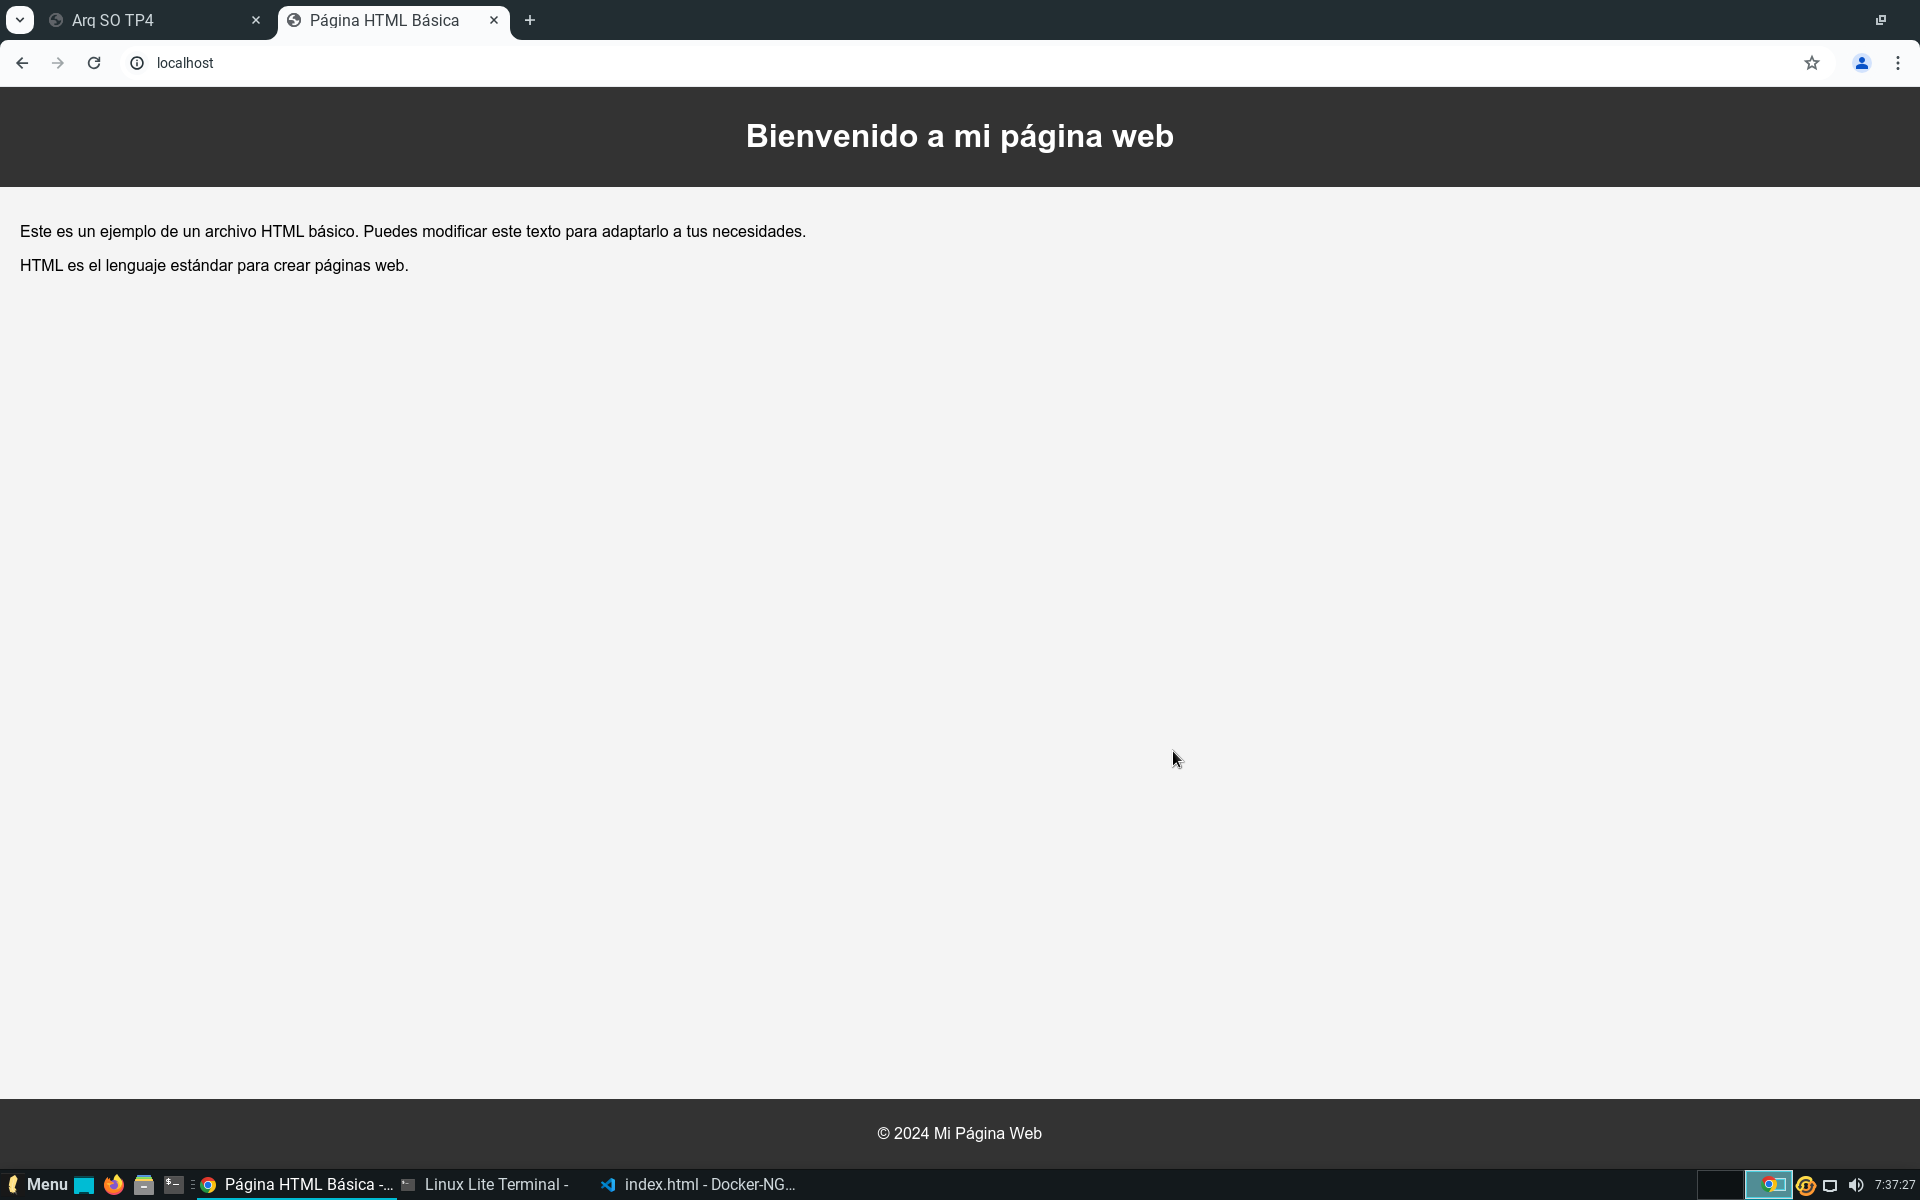 Arq SO TP4
Página HTML Básica
localhost
Bienvenido a mi página web
Este es un ejemplo de un archivo HTML básico. Puedes modificar este texto para adaptarlo a tus necesidades.
HTML es el lenguaje estándar para crear páginas web.
© 2024 Mi Página Web
Menu
Página HTML Básica -...
Linux Lite Terminal -
index.html - Docker-NG...
7:37:27